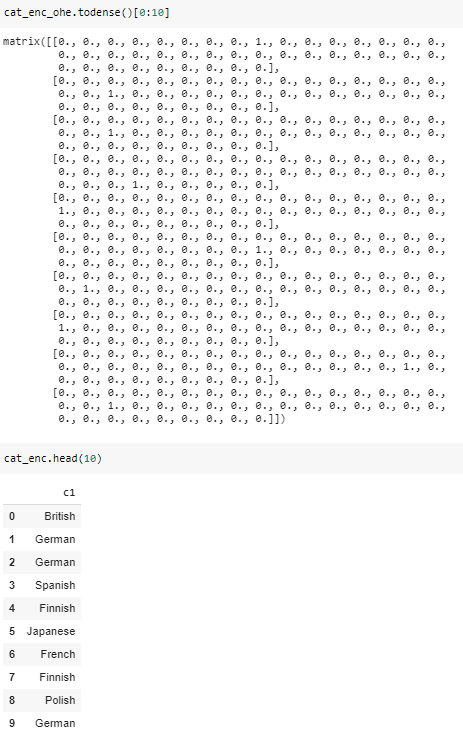 cat_enc_ohe.todense()[0:10]
matrix([[0., 0., 0., 0., 0., 0., 0., 0., 1., 0., 0., 0., 0., 0., 0., 0.,
0., 0., 0., 0., 0., 0., 0., 0., 0., 0., 0., 0., 0., 0., 0., 0.,
0., 0., 0., 0., 0., 0., 0., 0., 0.],
[0., 0., 0., 0., 0., 0., 0., 0., 0., 0., 0., 0., 0., 0., 0., 0.,
0., 0., 1., 0., 0., 0., 0., 0., 0., 0., 0., 0., 0., 0., 0., 0.,
0., 0., 0., 0., 0., 0., 0., 0., 0.],
[0., 0., 0., 0., 0., 0., 0., 0., 0., 0., 0., 0., 0., 0., 0., 0.,
0., 0., 1., 0., 0., 0., 0., 0., 0., 0., 0., 0., 0., 0., 0., 0.,
0., 0., 0., 0., 0., 0., 0., 0., 0.],
[0., 0., 0., 0., 0., 0., 0., 0., 0., 0., 0., 0., 0., 0., 0., 0.,
0., 0., 0., 0., 0., 0., 0., 0., 0., 0., 0., 0., 0., 0., 0., 0.,
0., 0., 0., 1., 0., 0., 0., 0., 0.],
[0., 0., 0., 0., 0., 0., 0., 0., 0., 0., 0., 0., 0., 0., 0., 0.,
1., 0., 0., 0., 0., 0., 0., 0., 0., 0., 0., 0., 0., 0., 0., 0.,
0., 0., 0., 0., 0., 0., 0., 0., 0.],
[0., 0., 0., 0., 0., 0., 0., 0., 0., 0., 0., 0., 0., 0., 0., 0.,
0., 0., 0., 0., 0., 0., 0., 0., 1., 0., 0., 0., 0., 0., 0., 0.,
0., 0., 0., 0., 0., 0., 0., 0., 0.],
[0., 0., 0., 0., 0., 0., 0., 0., 0., 0., 0., 0., 0., 0., 0., 0.,
0., 1., 0., 0., 0., 0., 0., 0., 0., 0., 0., 0., 0., 0., 0., 0.,
0., 0., 0., 0., 0., 0., 0., 0., 0.],
[0., 0., 0., 0., 0., 0., 0., 0., 0., 0., 0., 0., 0., 0., 0., 0.,
1., 0., 0., 0., 0., 0., 0., 0., 0., 0., 0., 0., 0., 0., 0., 0.,
0., 0., 0., 0., 0., 0., 0., 0., 0.],
[0., 0., 0., 0., 0., 0., 0., 0., 0., 0., 0., 0., 0., 0., 0., 0.,
0., 0., 0., 0., 0., 0., 0., 0., 0., 0., 0., 0., 0., 0., 1., 0.,
0., 0., 0., 0., 0., 0., 0., 0., 0.],
[0., 0., 0., 0., 0., 0., 0., 0., 0., 0., 0., 0., 0., 0., 0., 0.,
0., 0., 1., 0., 0., 0., 0., 0., 0., 0., 0., 0., 0., 0., 0., 0.,
0., 0., 0., 0., 0., 0., 0., 0., 0.]])
cat_enc.head(10)
c1
0 British
1 German
2 German
3 Spanish
4 Finnish
5 Japanese
6 French
7 Finnish
8 Polish
9 German